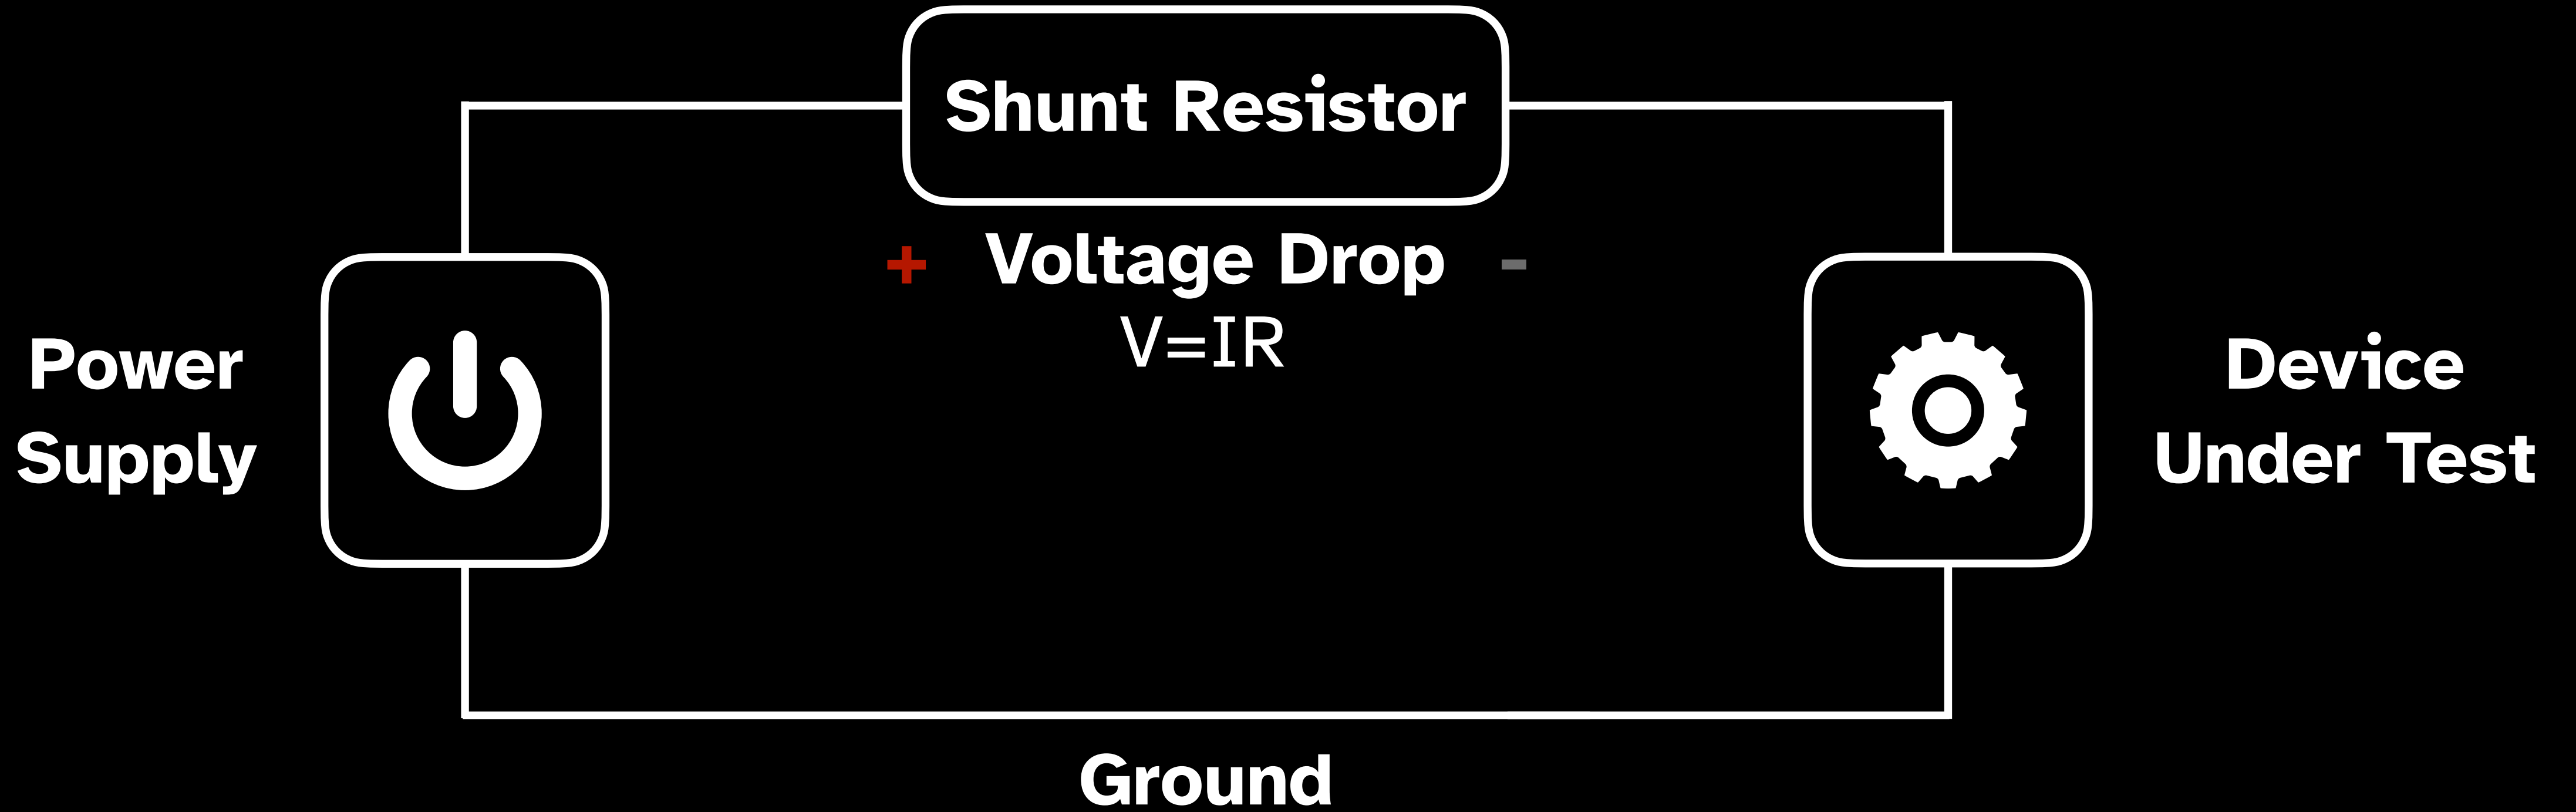 Shunt Resistor
+ Voltage Drop -
V=IR
Power
Supply
Device
Under Test
Ground